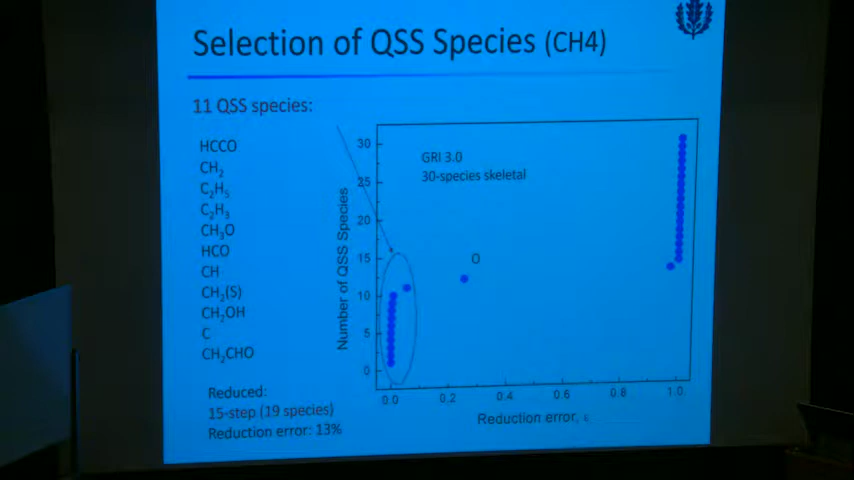 Selection of QSS Species (CH4)
11 QSS species:
HCCO
CH₂
C₂H₅
C₂H₃
CH₃O
HCO
CH
CH₂(S)
CH₂OH
C
CH₂CHO
Reduced:
15-step (19 species)
Reduction error: 13%
GRI 3.0
30-species skeletal
O
Number of QSS Species
30
25
20
15
10
5
0
0.0 0.2 0.4 0.6 0.8 1.0
Reduction error, ε